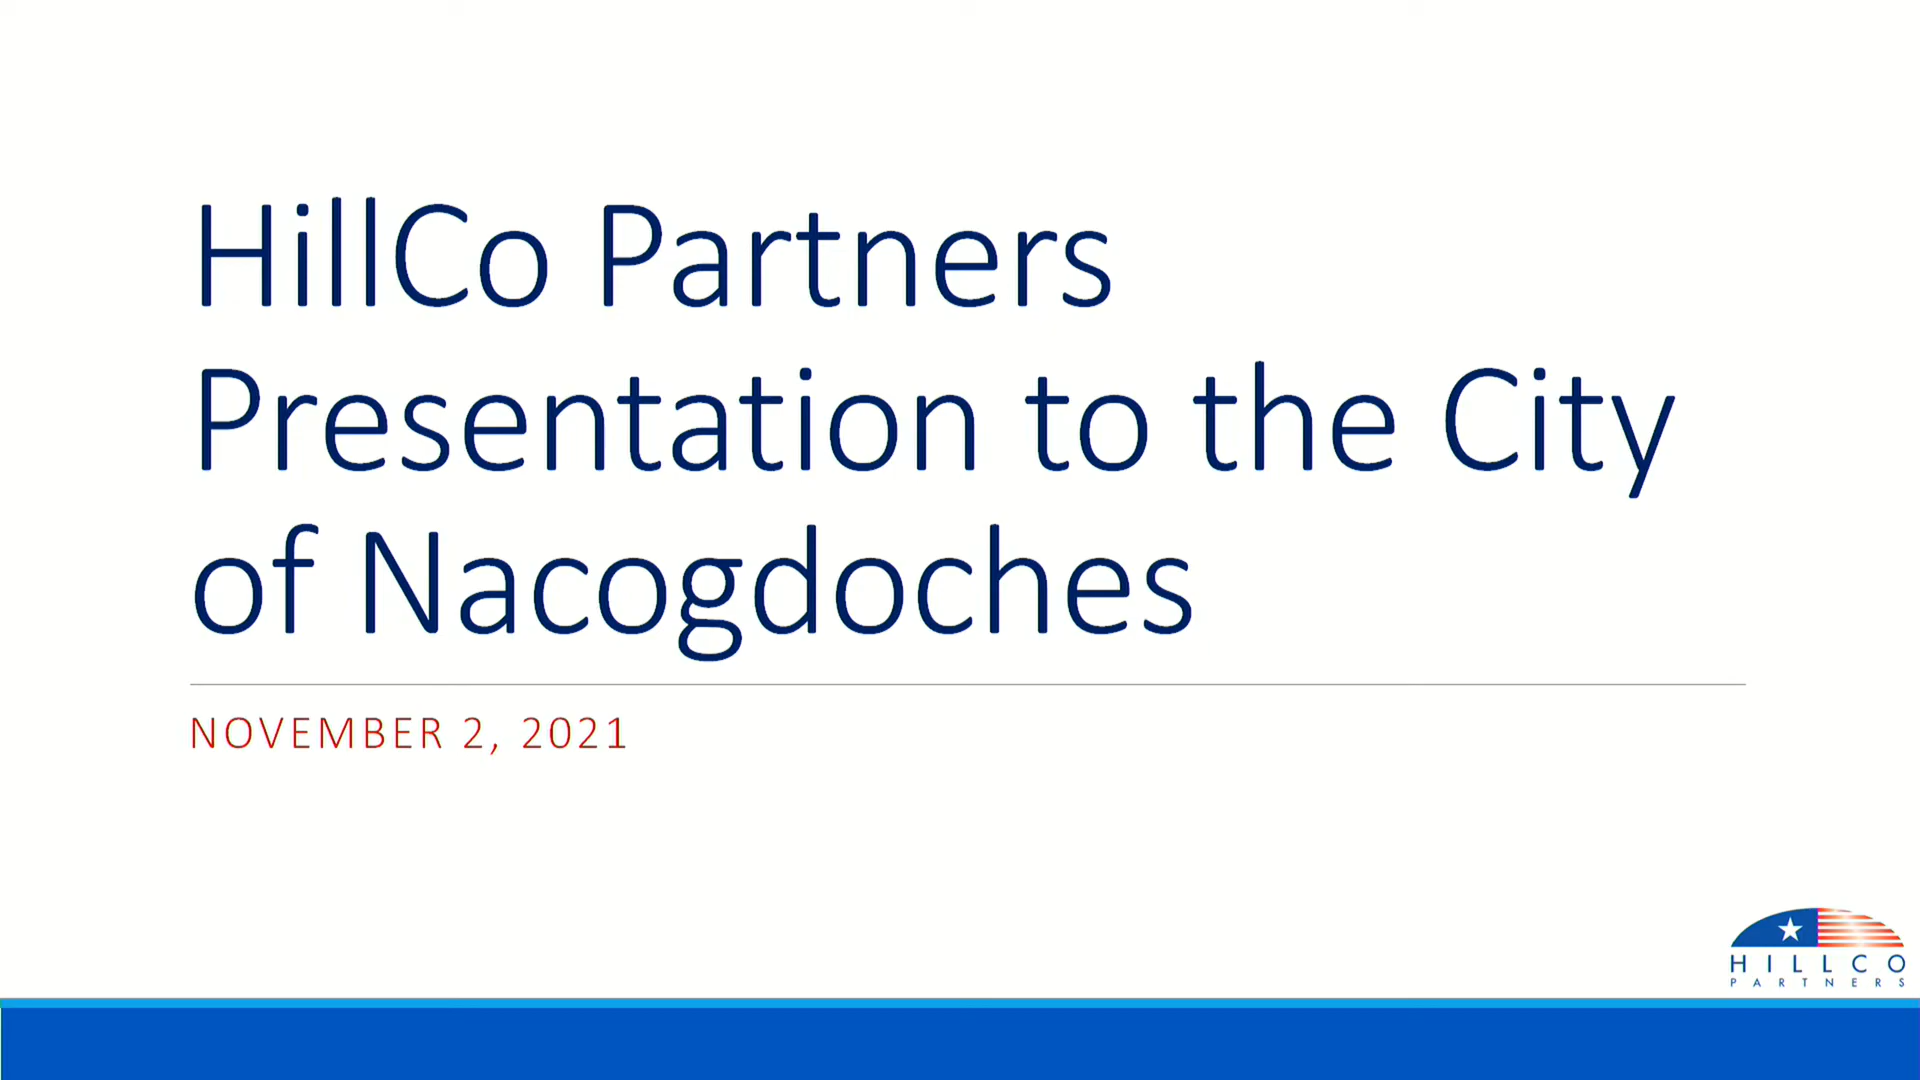 HillCo Partners
Presentation to the City
of Nacogdoches
NOVEMBER 2, 2021
HILLCO
PARTNERS